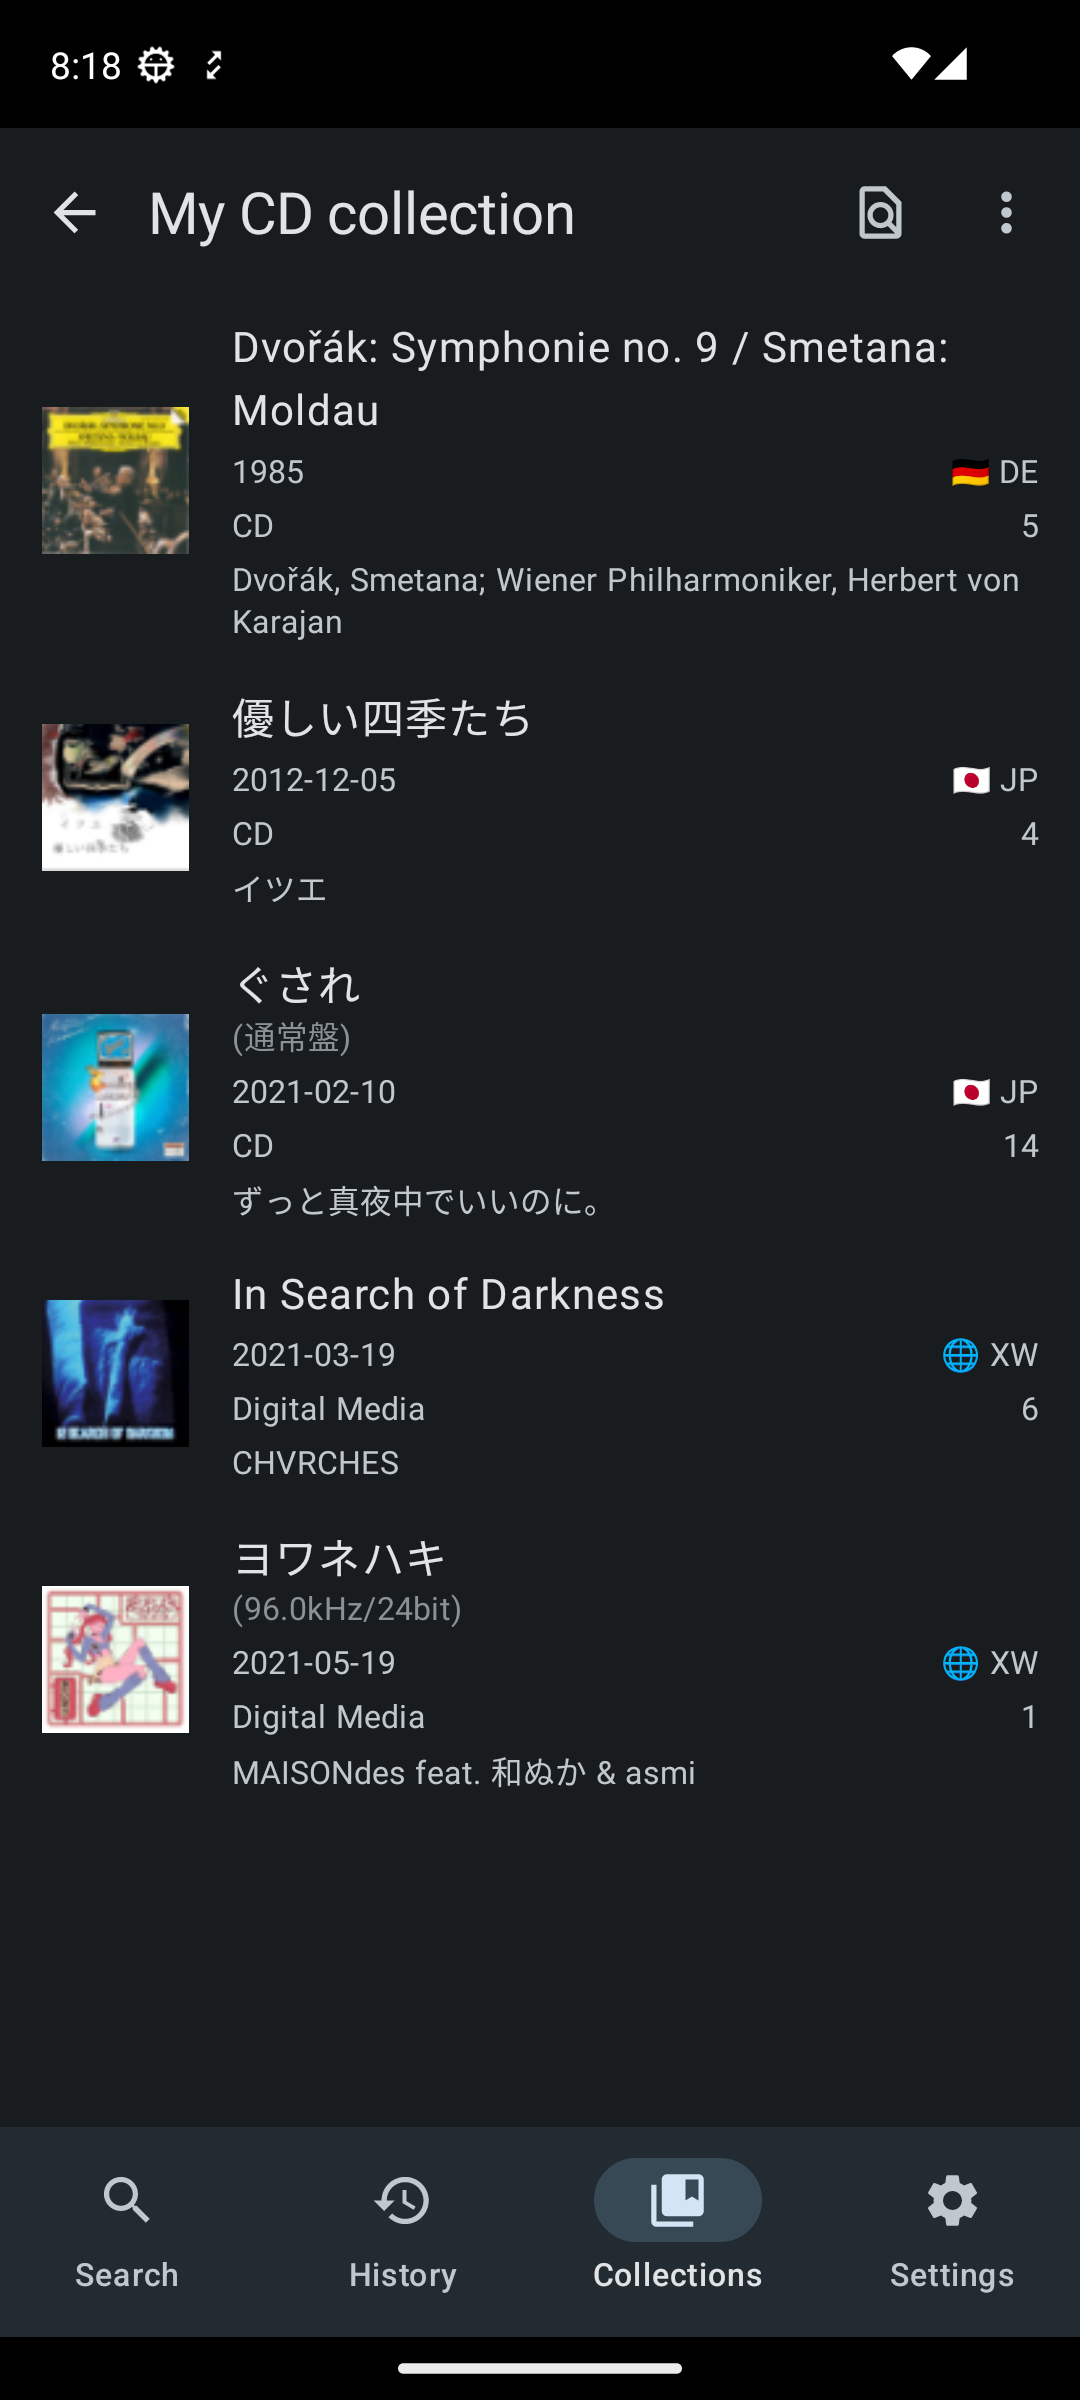 8:18
My CD collection
Dvořák: Symphonie no. 9 / Smetana:
Moldau
1985
🇩🇪 DE
CD
5
Dvořák, Smetana; Wiener Philharmoniker, Herbert von
Karajan
優しい四季たち
2012-12-05
🇯🇵 JP
CD
4
イツエ
ぐされ
(通常盤)
2021-02-10
🇯🇵 JP
CD
14
ずっと真夜中でいいのに。
In Search of Darkness
2021-03-19
🌐 XW
Digital Media
6
CHVRCHES
IN SEARCH OF DARKNESS
ヨワネハキ
(96.0kHz/24bit)
2021-05-19
🌐 XW
Digital Media
1
MAISONdes feat. 和ぬか & asmi
Search
History
Collections
Settings